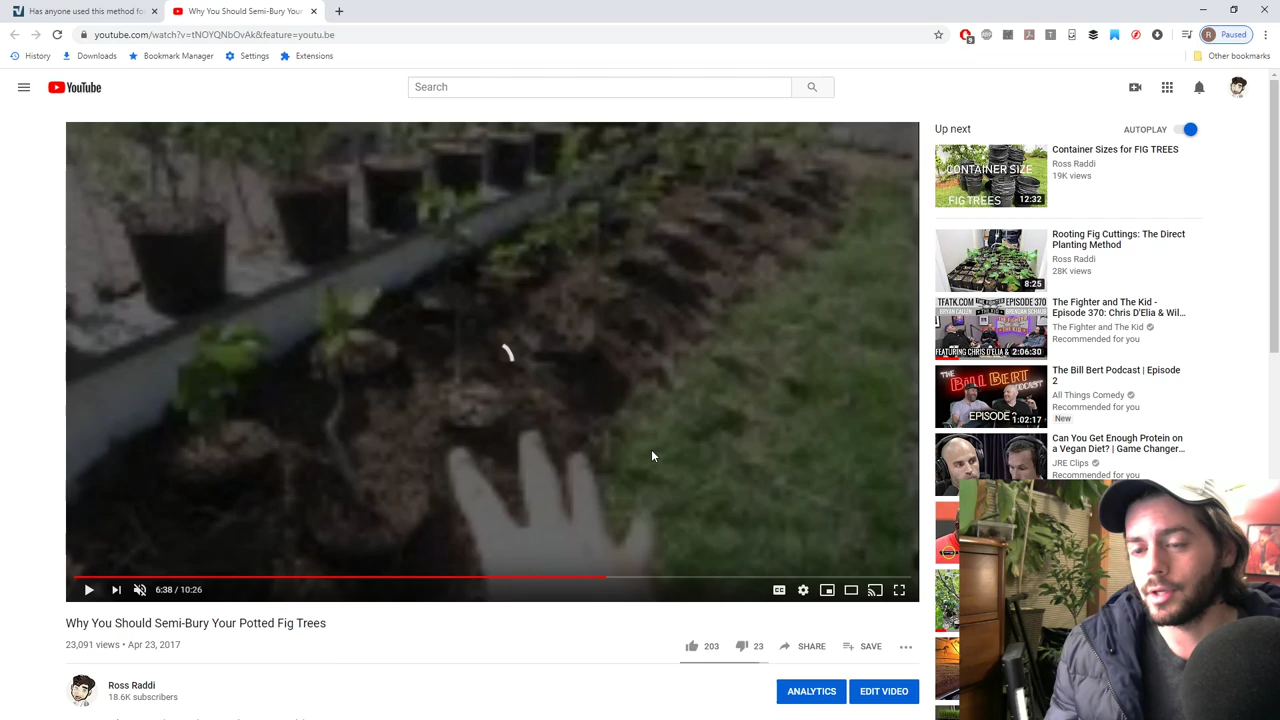 Has anyone used this method fo
Why You Should Semi-Bury Your
youtube.com/watch?v=tNOYQNbOvAk&feature=youtu.be
9
R Paused
History Downloads Bookmark Manager Settings Extensions Other bookmarks
YouTube
Search
Up next
AUTOPLAY
CONTAINER SIZE
FIG TREES
12:32
Container Sizes for FIG TREES
Ross Raddi
19K views
8:25
Rooting Fig Cuttings: The Direct
Planting Method
Ross Raddi
28K views
TFATK.COM EPISODE 370
FEATURING CHRIS D'ELIA &
2:06:30
The Fighter and The Kid -
Episode 370: Chris D'Elia & Wil...
The Fighter and The Kid
Recommended for you
THE
BILL BERT
PODCAST
EPISODE 2
1:02:17
The Bill Bert Podcast | Episode
2
All Things Comedy
Recommended for you
New
Can You Get Enough Protein on
a Vegan Diet? | Game Changer...
JRE Clips
Recommended for you
6:38 / 10:26
Why You Should Semi-Bury Your Potted Fig Trees
23,091 views • Apr 23, 2017
203
23
SHARE
SAVE
Ross Raddi
18.6K subscribers
ANALYTICS
EDIT VIDEO